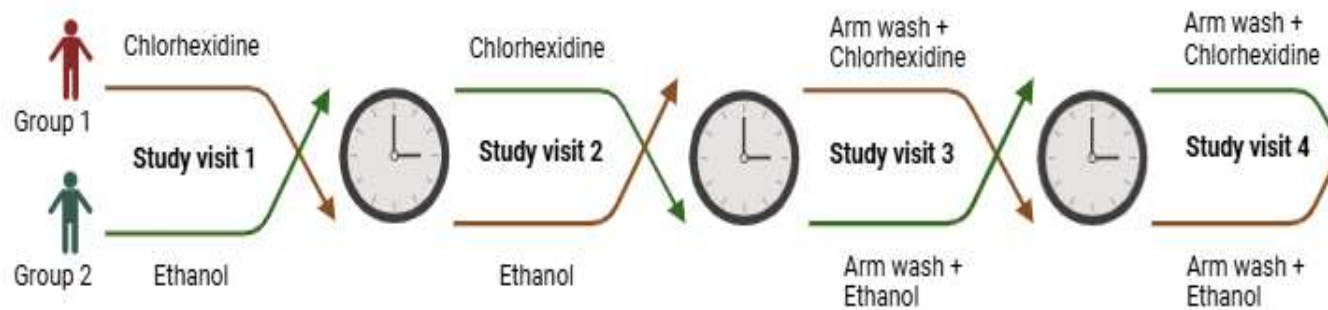 Chlorhexidine
Group 1
Study visit 1
Group 2
Ethanol
Chlorhexidine
Study visit 2
Ethanol
Arm wash +
Chlorhexidine
Study visit 3
Arm wash +
Ethanol
Arm wash +
Chlorhexidine
Study visit 4
Arm wash +
Ethanol